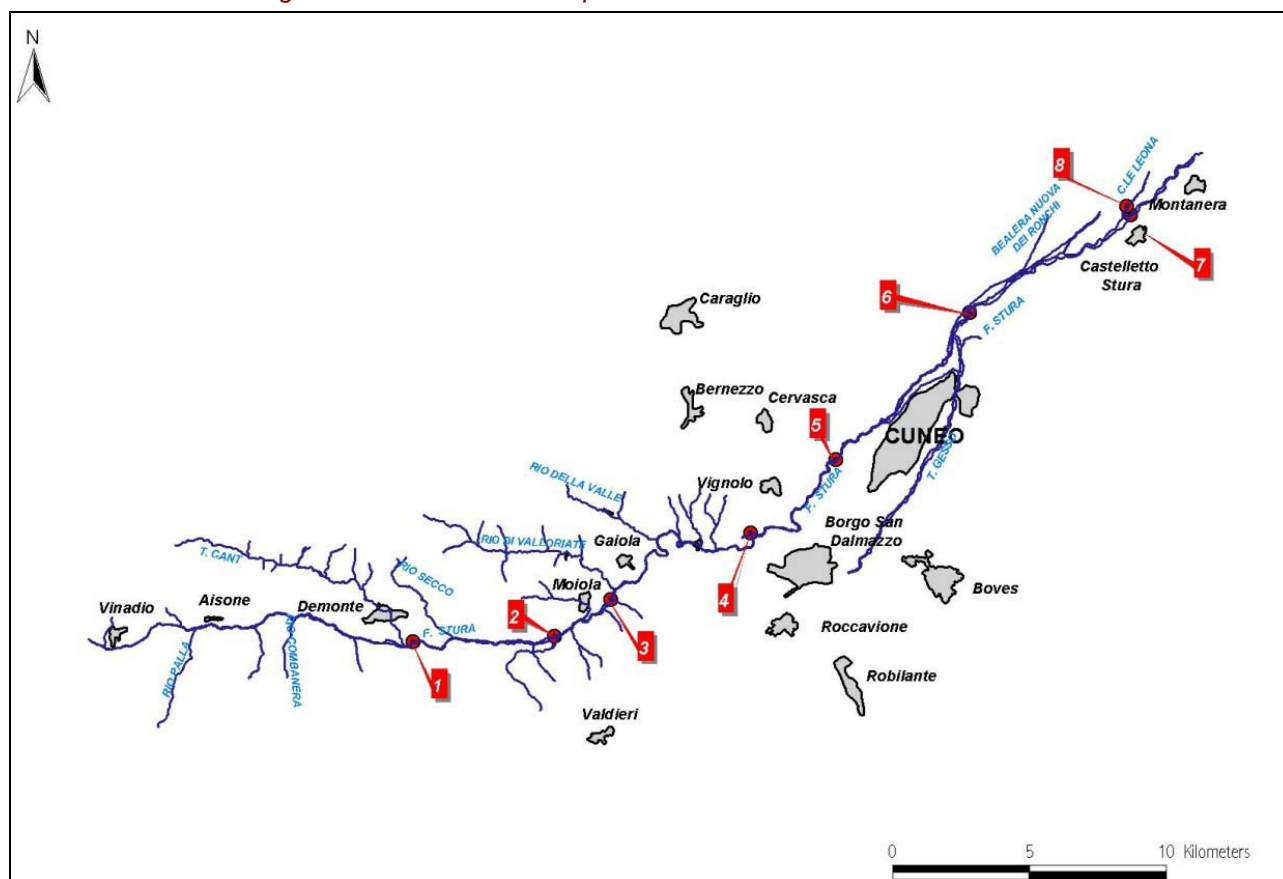 N
8
C.LE LEONA
Montanera
BEALERA NUOVA
DEI RONCHI
7
Castelletto
Stura
6
F. STURA
Caraglio
Bernezzo
Cervasca
5
CUNEO
T. GESSO
RIO DELLA VALLE
Vignolo
F. STURA
Borgo San
Dalmazzo
RIO DI VALLORIATE
Gaiola
T. CANT
RIO SECCO
Moiola
4
Boves
Vinadio
Aisone
Demonte
F. STURA
2
3
Roccavione
RIO PALLA
RIO COMBANERA
1
Robilante
Valdieri
0
5
10 Kilometers